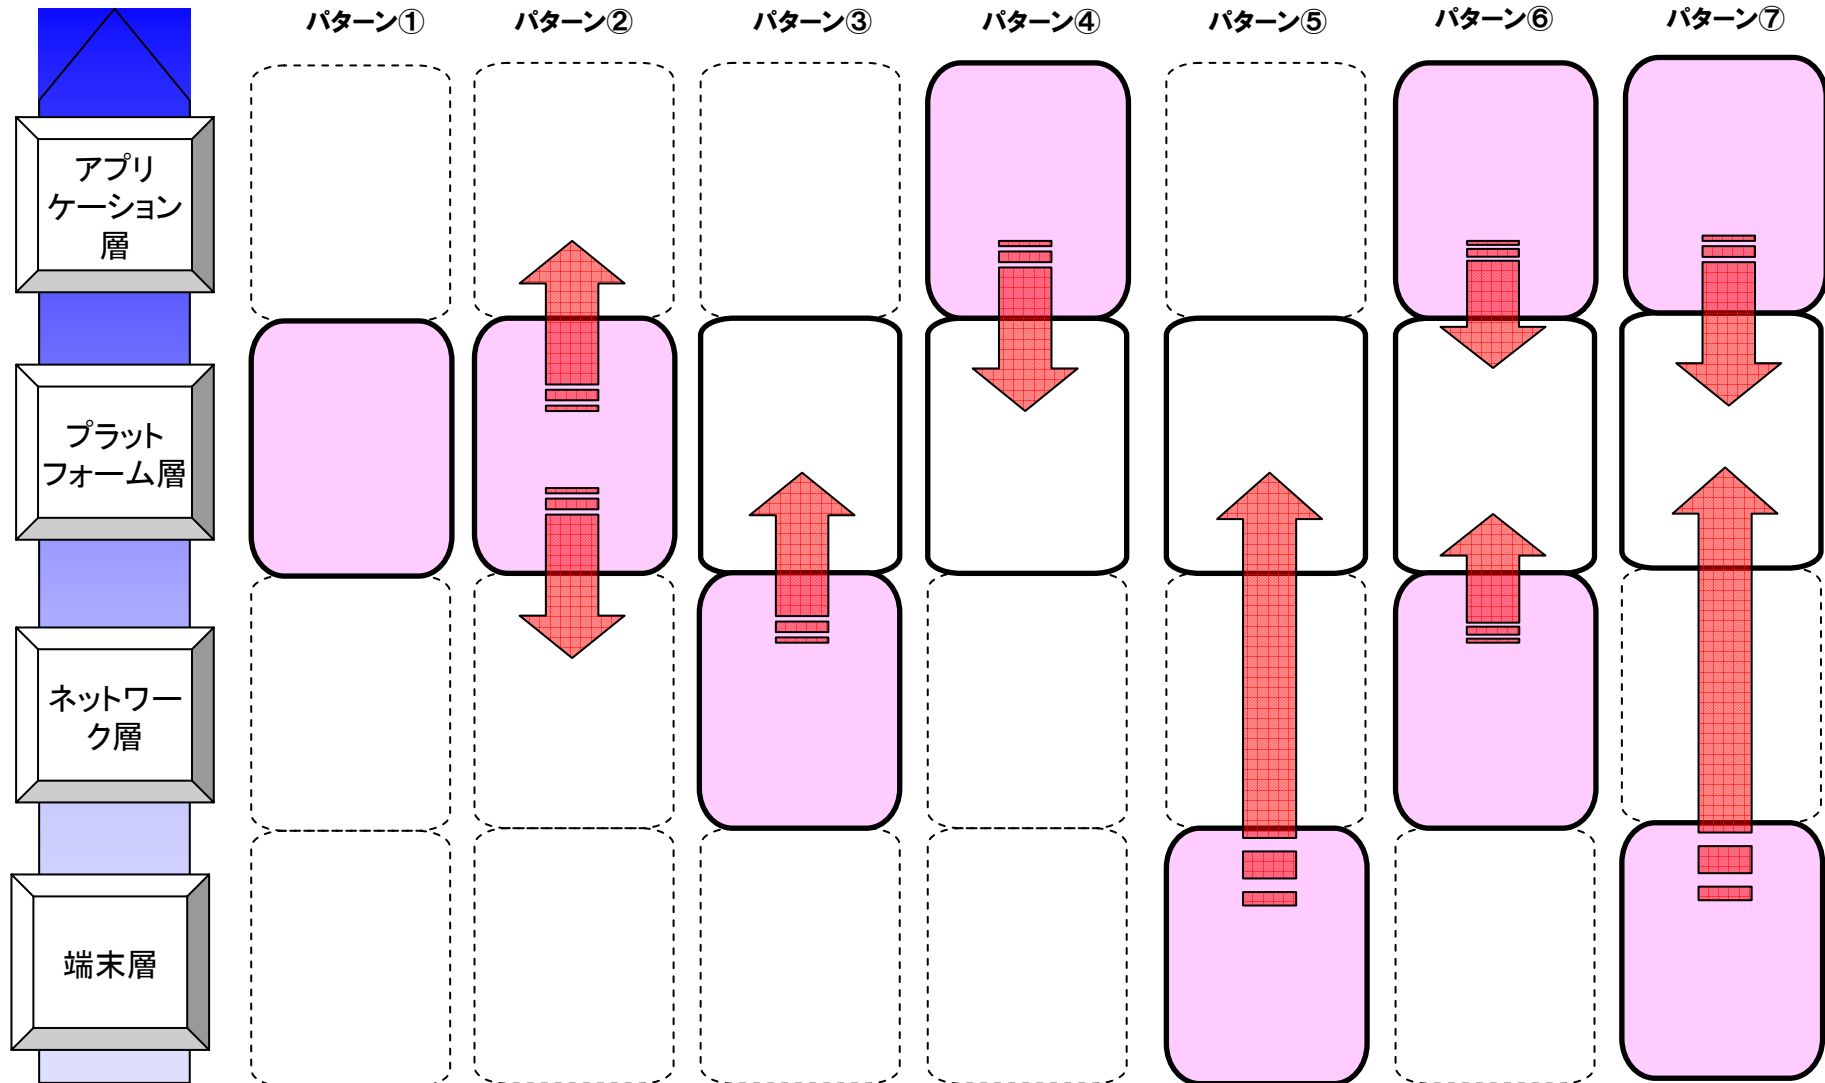 パターン①
パターン②
パターン③
パターン④
パターン⑤
パターン⑥
パターン⑦
アプリ
ケーション
層
プラット
フォーム層
ネットワー
ク層
端末層